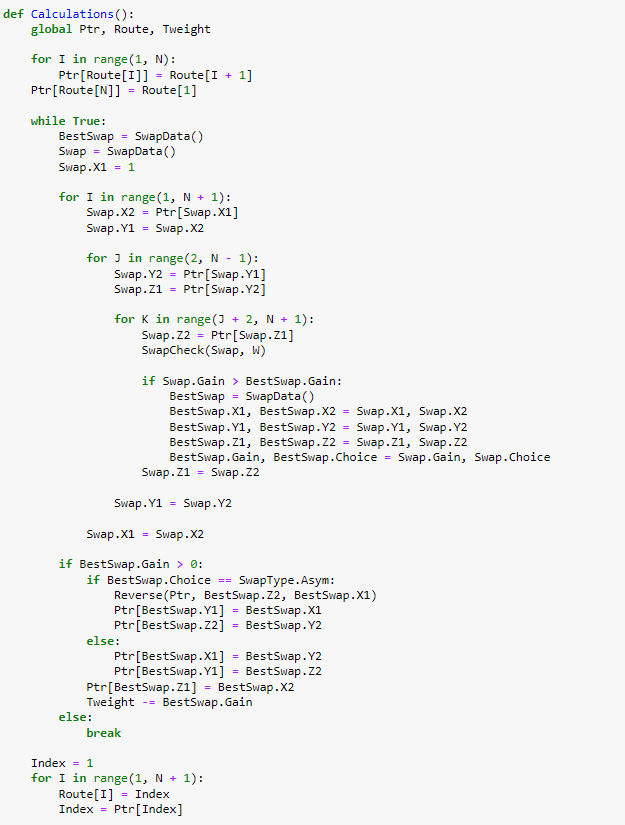 def Calculations():
    global Ptr, Route, Tweight

    for I in range(1, N):
        Ptr[Route[I]] = Route[I + 1]
    Ptr[Route[N]] = Route[1]

    while True:
        BestSwap = SwapData()
        Swap = SwapData()
        Swap.X1 = 1

        for I in range(1, N + 1):
            Swap.X2 = Ptr[Swap.X1]
            Swap.Y1 = Swap.X2

            for J in range(2, N - 1):
                Swap.Y2 = Ptr[Swap.Y1]
                Swap.Z1 = Ptr[Swap.Y2]

                for K in range(J + 2, N + 1):
                    Swap.Z2 = Ptr[Swap.Z1]
                    SwapCheck(Swap, W)

                    if Swap.Gain > BestSwap.Gain:
                        BestSwap = SwapData()
                        BestSwap.X1, BestSwap.X2 = Swap.X1, Swap.X2
                        BestSwap.Y1, BestSwap.Y2 = Swap.Y1, Swap.Y2
                        BestSwap.Z1, BestSwap.Z2 = Swap.Z1, Swap.Z2
                        BestSwap.Gain, BestSwap.Choice = Swap.Gain, Swap.Choice
                    Swap.Z1 = Swap.Z2

                Swap.Y1 = Swap.Y2

            Swap.X1 = Swap.X2

        if BestSwap.Gain > 0:
            if BestSwap.Choice == SwapType.Asym:
                Reverse(Ptr, BestSwap.Z2, BestSwap.X1)
                Ptr[BestSwap.Y1] = BestSwap.X1
                Ptr[BestSwap.Z2] = BestSwap.Y2
            else:
                Ptr[BestSwap.X1] = BestSwap.Y2
                Ptr[BestSwap.Y1] = BestSwap.Z2
            Ptr[BestSwap.Z1] = BestSwap.X2
            Tweight -= BestSwap.Gain
        else:
            break

    Index = 1
    for I in range(1, N + 1):
        Route[I] = Index
        Index = Ptr[Index]